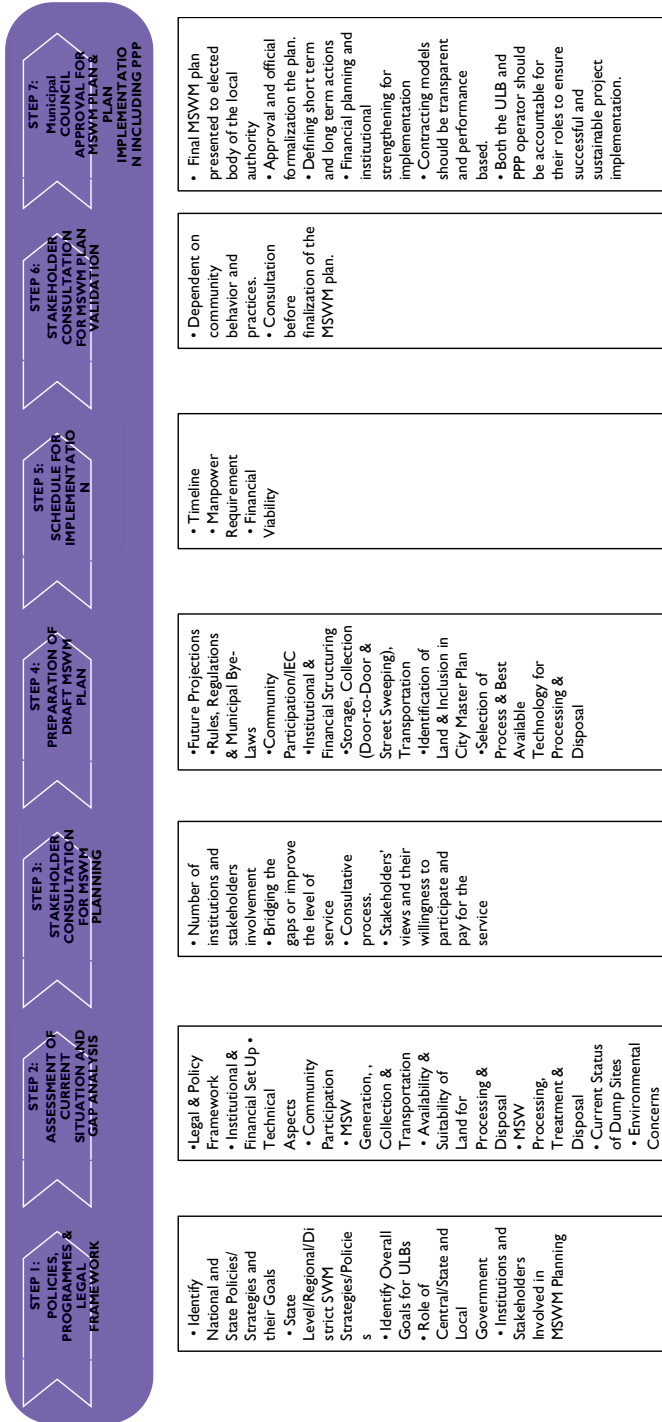 STEP 1:
POLICIES,
PROGRAMMES &
LEGAL
FRAMEWORK
• Identify
National and
State Policies/
Strategies and
their Goals
• State
Level/Regional/Di
strict SWM
Strategies/Policie
s
• Identify Overall
Goals for ULBs
• Role of
Central/State and
Local
Government
• Institutions and
Stakeholders
Involved in
MSWM Planning
STEP 2:
ASSESSMENT OF
CURRENT
SITUATION AND
GAP ANALYSIS
•Legal & Policy
Framework
• Institutional &
Financial Set Up •
Technical
Aspects
• Community
Participation
• MSW
Generation, ,
Collection &
Transportation
• Availability &
Suitability of
Land for
Processing &
Disposal
• MSW
Processing,
Treatment &
Disposal
• Current Status
of Dump Sites
• Environmental
Concerns
STEP 3:
STAKEHOLDER
CONSULTATION
FOR MSWM
PLANNING
• Number of
institutions and
stakeholders
involvement
• Bridging the
gaps or improve
the level of
service
• Consultative
process.
• Stakeholders’
views and their
willingness to
participate and
pay for the
service
STEP 4:
PREPARATION OF
DRAFT MSWM
PLAN
•Future Projections
•Rules, Regulations
& Municipal Bye-
Laws
•Community
Participation/IEC
•Institutional &
Financial Structuring
•Storage, Collection
(Door-to-Door &
Street Sweeping),
Transportation
•Identification of
Land & Inclusion in
City Master Plan
•Selection of
Process & Best
Available
Technology for
Processing &
Disposal
STEP 5:
SCHEDULE FOR
IMPLEMENTATIO
N
• Timeline
• Manpower
Requirement
• Financial
Viability
STEP 6:
STAKEHOLDER
CONSULTATION
FOR MSWM PLAN
VALIDATION
• Dependent on
community
behavior and
practices.
• Consultation
before
finalization of the
MSWM plan.
STEP 7:
Municipal
COUNCIL
APPROVAL FOR
MSWM PLAN &
PLAN
IMPLEMENTATIO
N INCLUDING PPP
• Final MSWM plan
presented to elected
body of the local
authority
• Approval and official
formalization the plan.
• Defining short term
and long term actions
• Financial planning and
institutional
strengthening for
implementation
• Contracting models
should be transparent
and performance
based.
• Both the ULB and
PPP operator should
be accountable for
their roles to ensure
successful and
sustainable project
implementation.